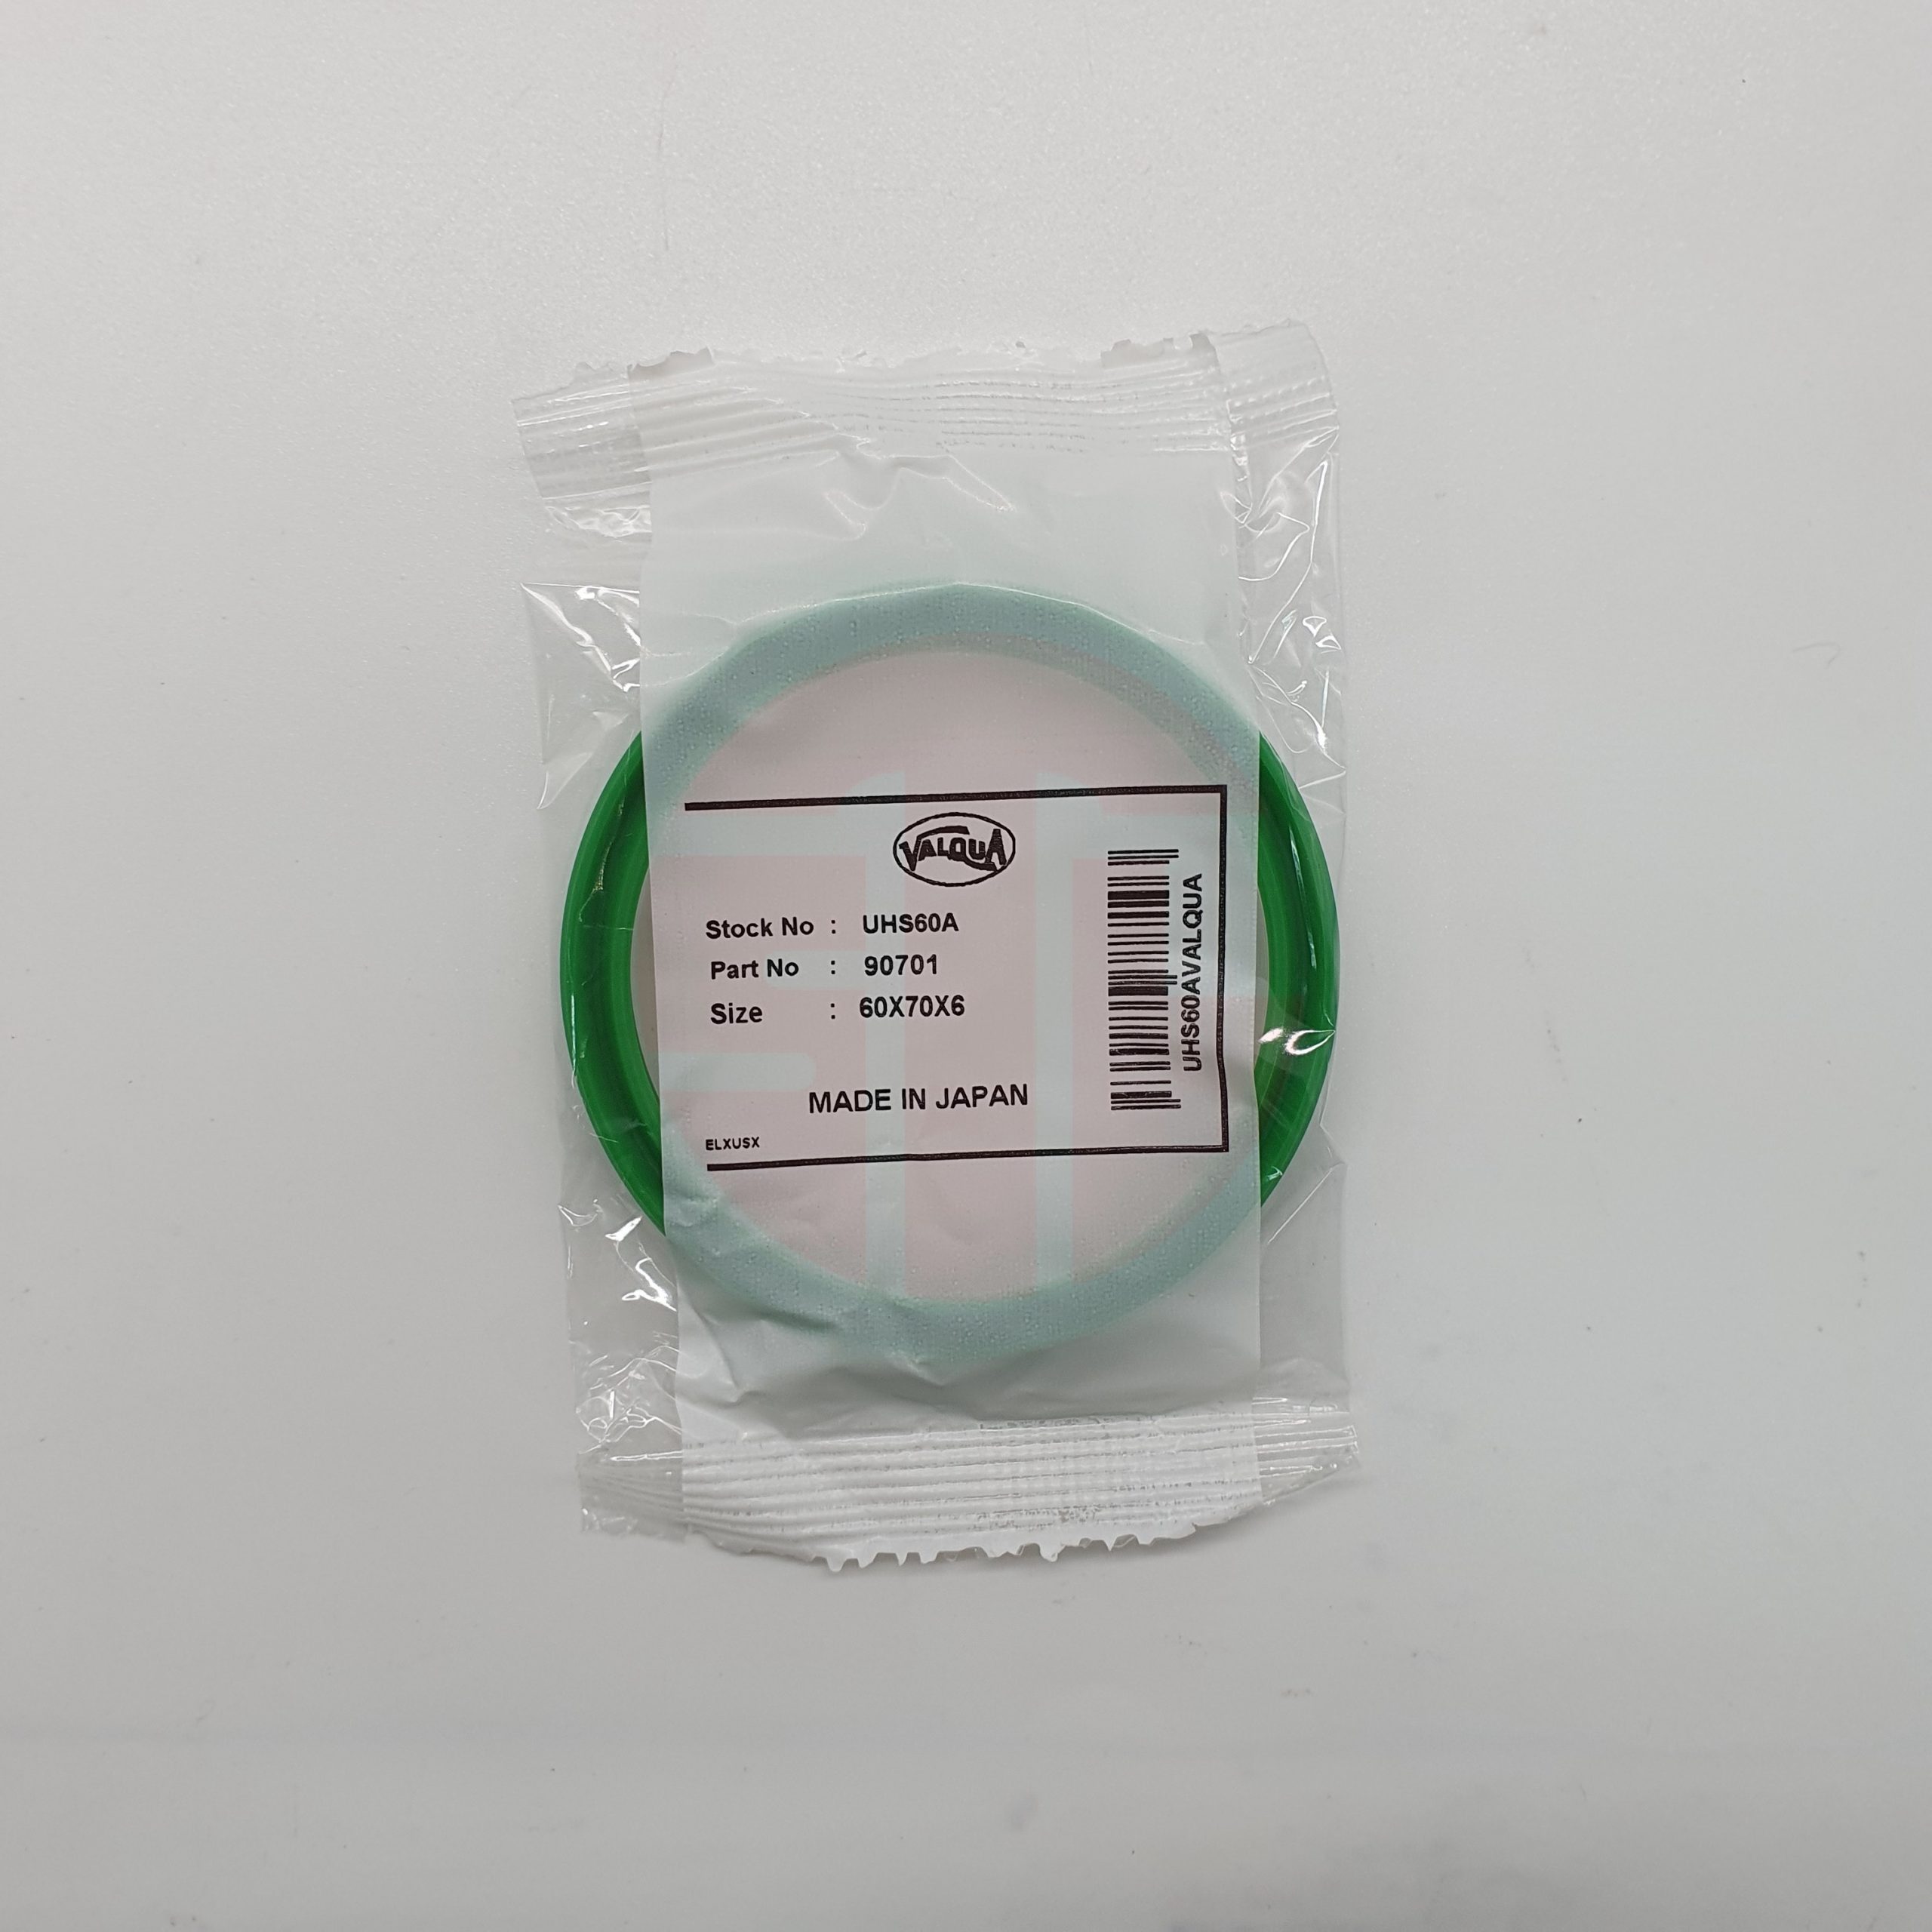 VALQUA
Stock No : UHS60A
Part No : 90701
Size : 60X70X6
MADE IN JAPAN
ELXUSX
UHS60AVALQUA